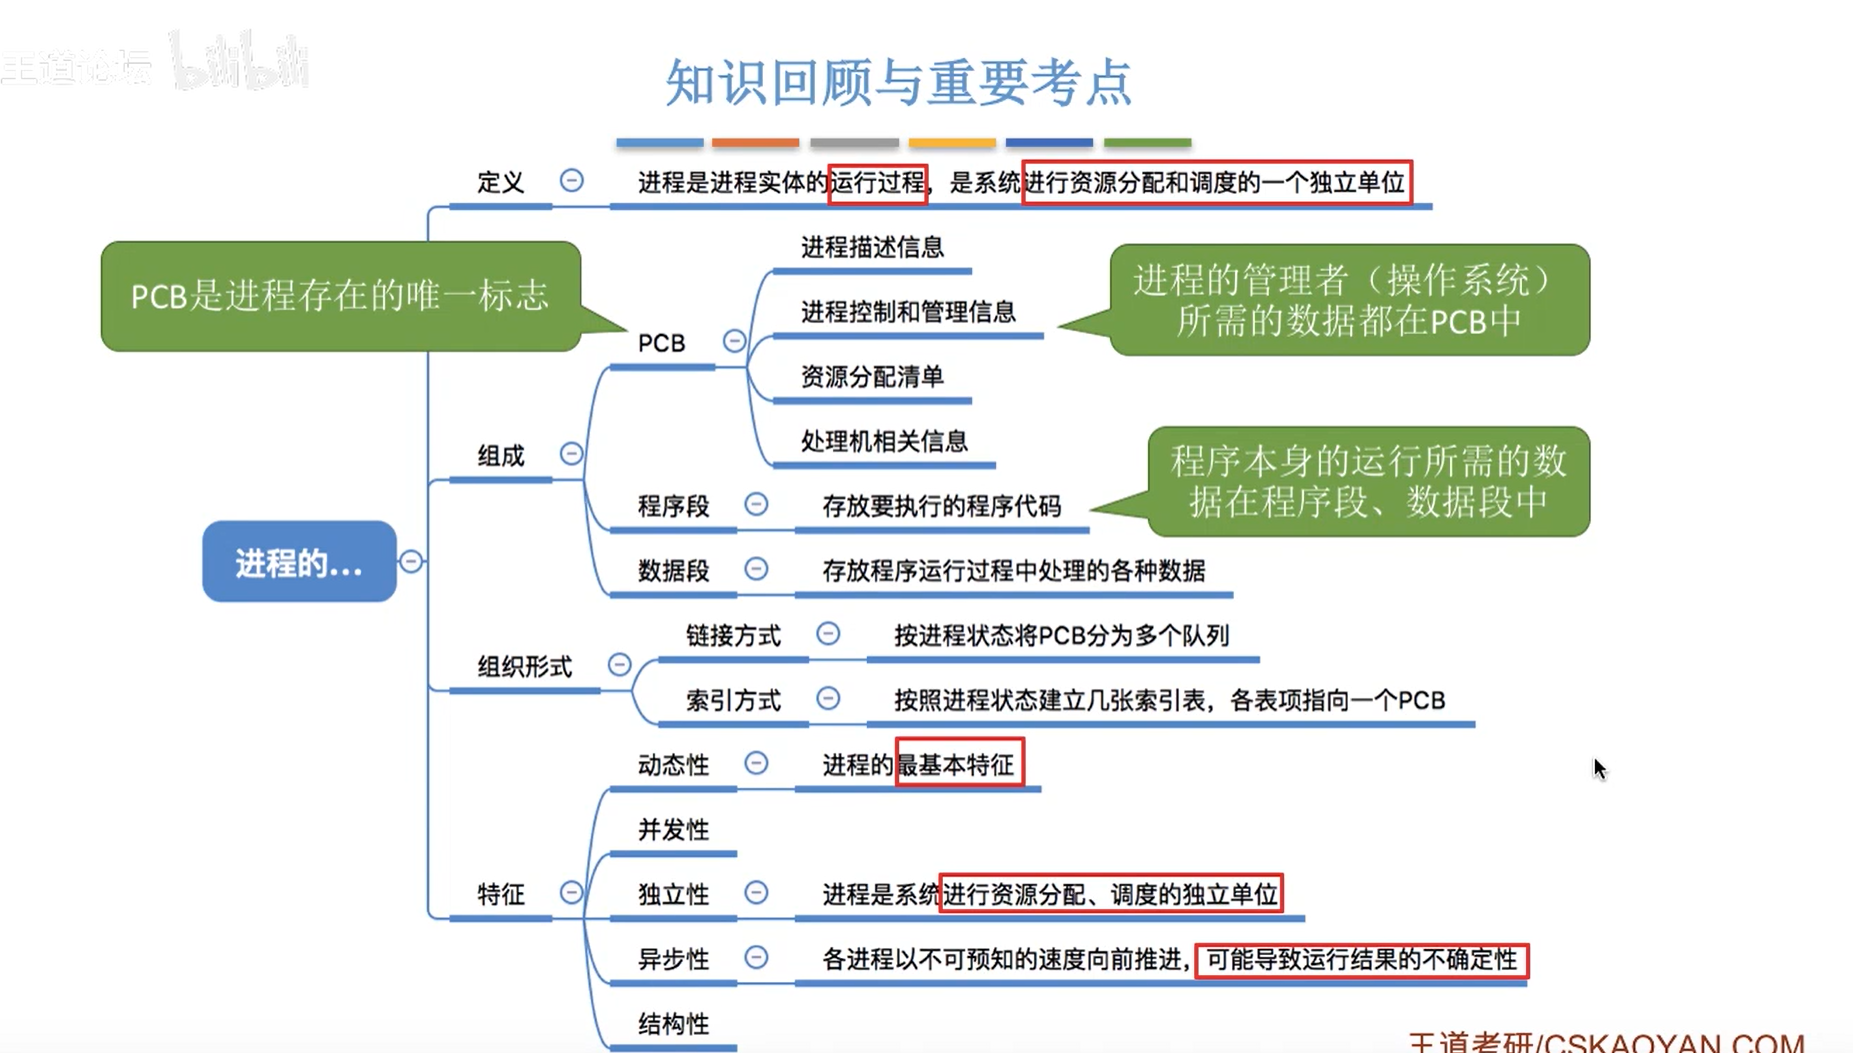 王道论坛 bilibili
知识回顾与重要考点
定义 进程是进程实体的运行过程，是系统进行资源分配和调度的一个独立单位
PCB是进程存在的唯一标志
进程描述信息
进程的管理者（操作系统）
所需的数据都在PCB中
进程控制和管理信息
PCB
资源分配清单
处理机相关信息
组成
程序本身的运行所需的数
据在程序段、数据段中
程序段 存放要执行的程序代码
进程的...
数据段 存放程序运行过程中处理的各种数据
链接方式 按进程状态将PCB分为多个队列
组织形式
索引方式 按照进程状态建立几张索引表，各表项指向一个PCB
动态性 进程的最基本特征
并发性
特征
独立性 进程是系统进行资源分配、调度的独立单位
异步性 各进程以不可预知的速度向前推进，可能导致运行结果的不确定性
结构性
王道考研/CSKAOYAN.COM